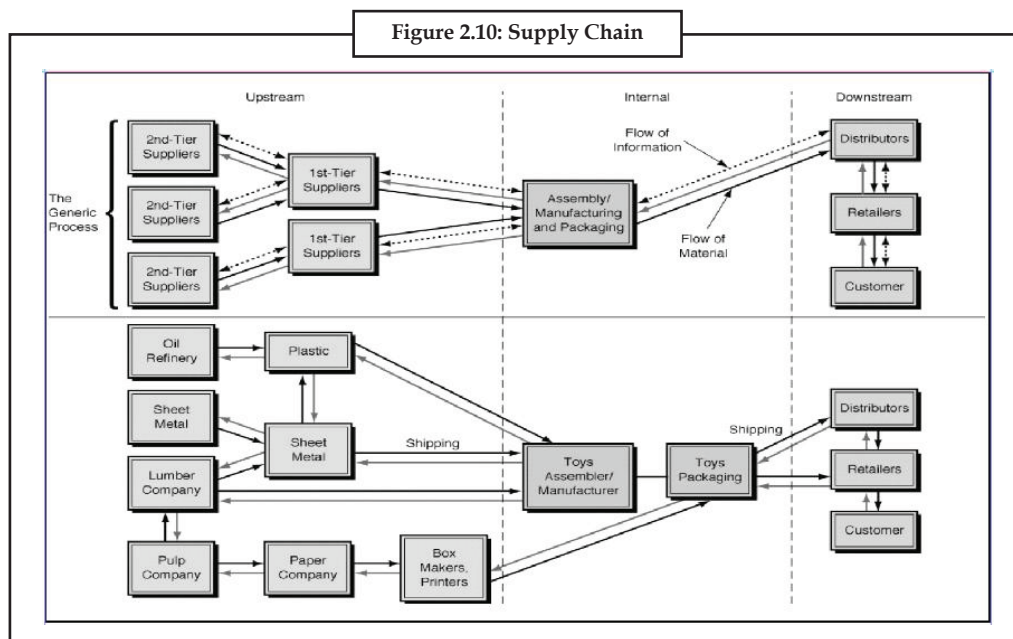 Figure 2.10: Supply Chain
Upstream
Internal
Downstream
The
Generic
Process
2nd-Tier
Suppliers
2nd-Tier
Suppliers
2nd-Tier
Suppliers
1st-Tier
Suppliers
1st-Tier
Suppliers
Assembly/
Manufacturing
and Packaging
Flow of
Information
Flow of
Material
Distributors
Retailers
Customer
Oil
Refinery
Plastic
Sheet
Metal
Sheet
Metal
Shipping
Lumber
Company
Pulp
Company
Paper
Company
Box
Makers,
Printers
Toys
Assembler/
Manufacturer
Toys
Packaging
Shipping
Distributors
Retailers
Customer